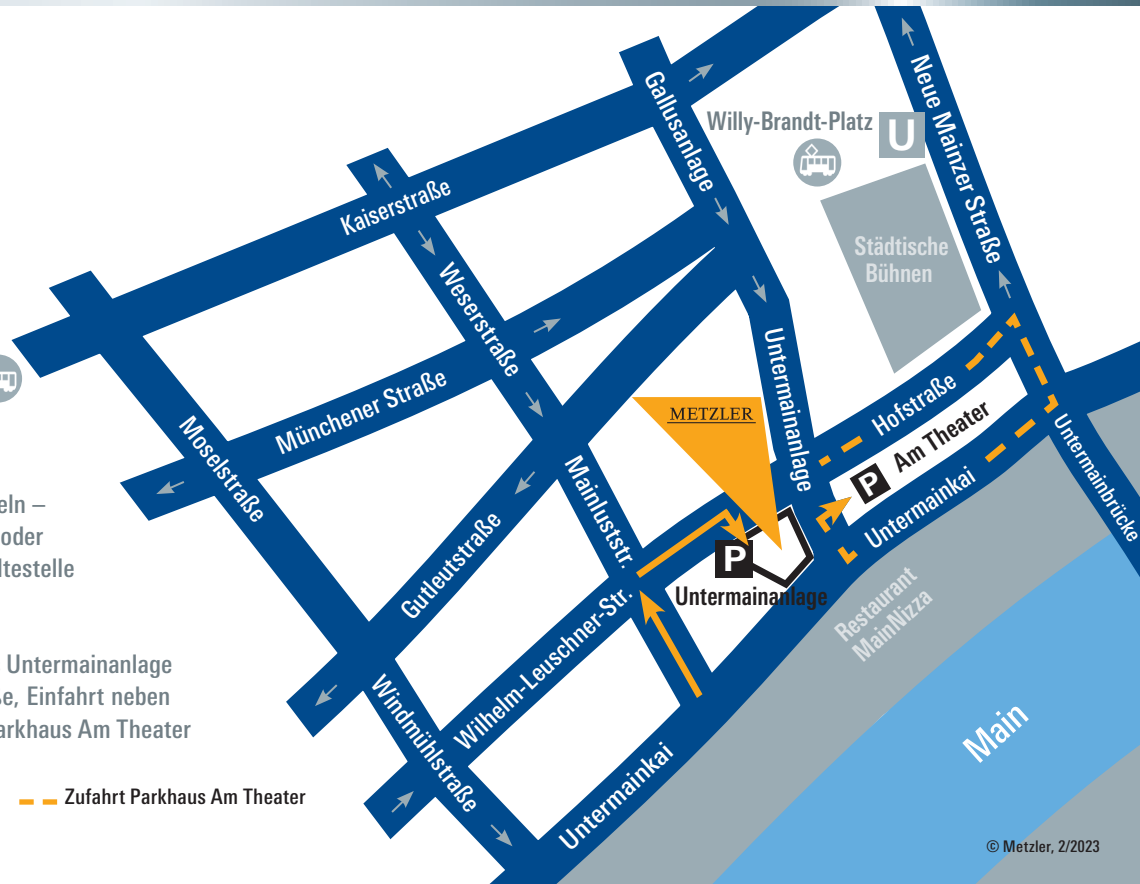 Gallusanlage
Neue Mainzer Straße
Willy-Brandt-Platz
U
Kaiserstraße
Städtische
Bühnen
Weserstraße
Untermainanlage
Münchener Straße
METZLER
Hofstraße
Moselstraße
P Am Theater
Mainluststr.
Untermainkai
Untermainbrücke
eln –
oder
ltestelle
Gutleutstraße
P
Untermainanlage
Restaurant
MainNizza
Wilhelm-Leuschner-Str.
Untermainanlage
ße, Einfahrt neben
arkhaus Am Theater
Windmühlstraße
Main
Untermainkai
Zufahrt Parkhaus Am Theater
© Metzler, 2/2023